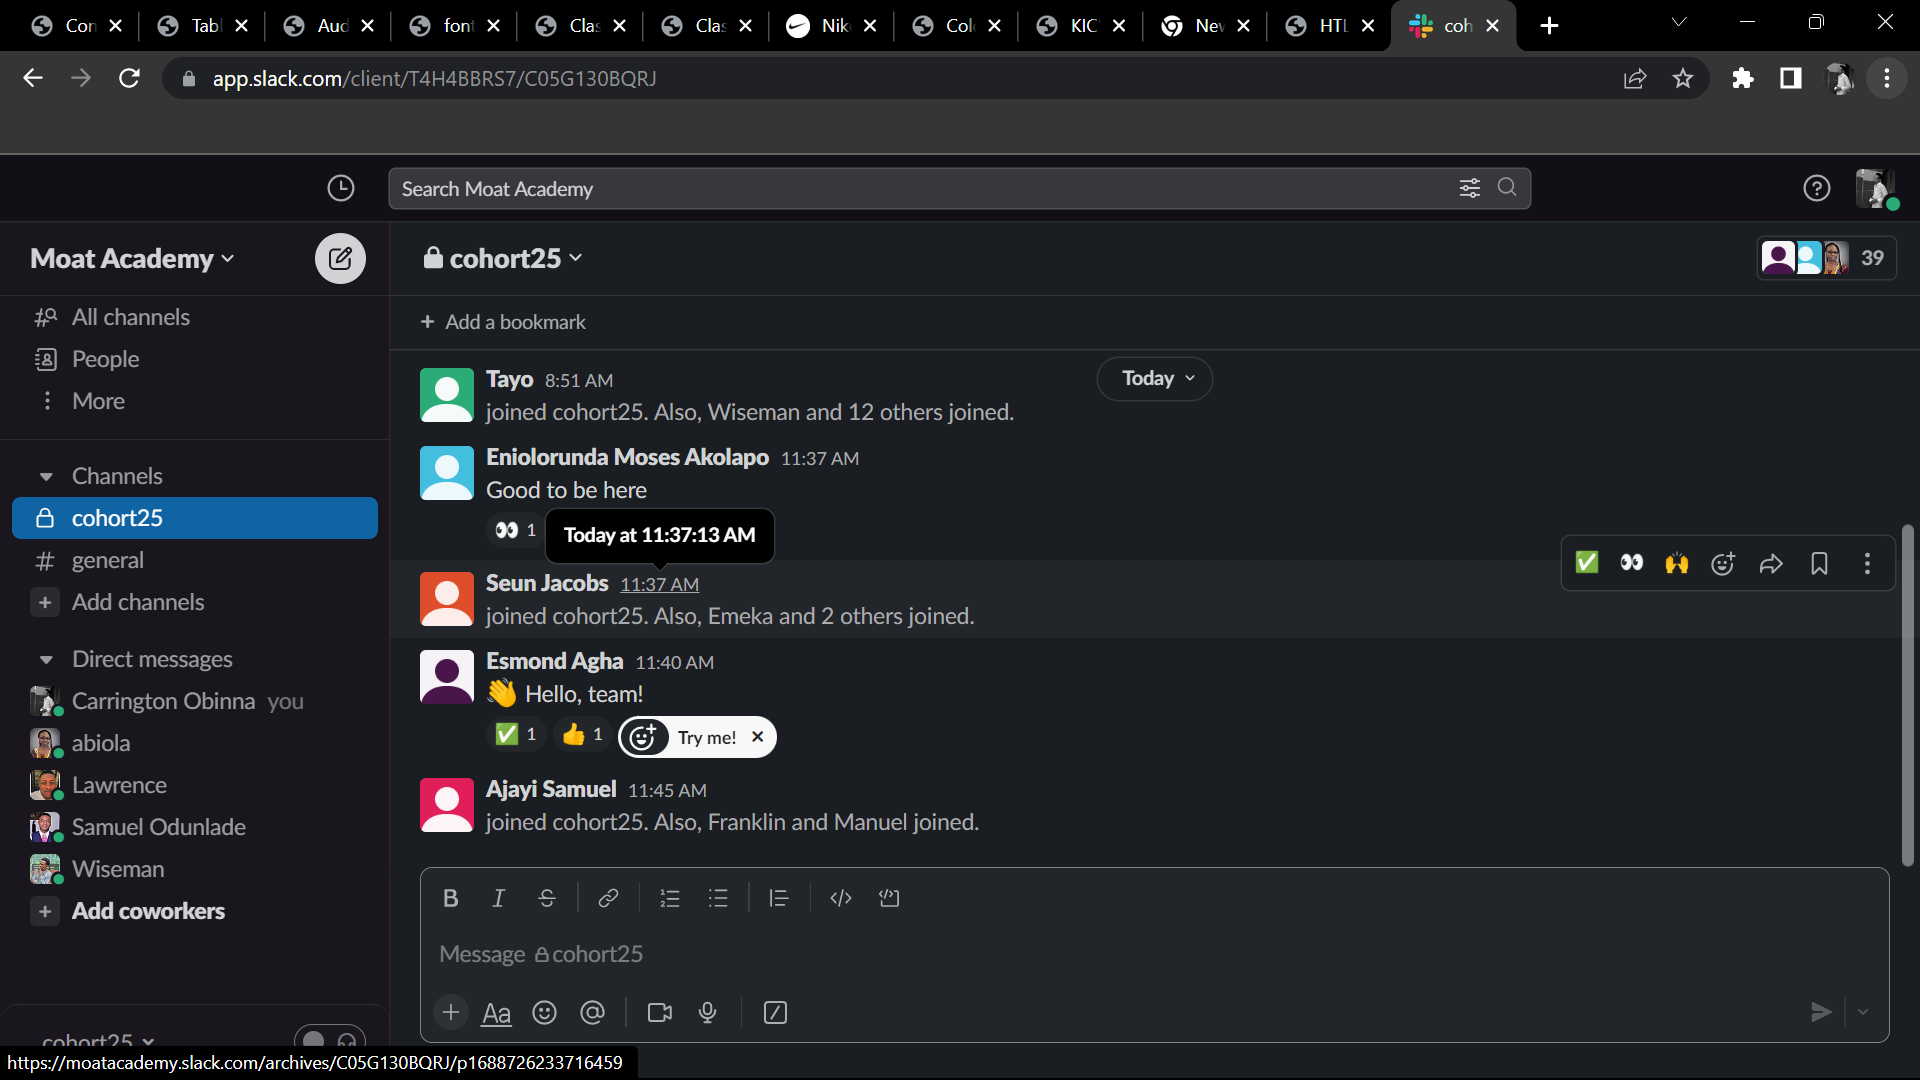 Con
Tabl
Aud
font
Clas
Clas
Nik
Col
KIC
Nev
HTL
coh
app.slack.com/client/T4H4BBRS7/C05G130BQRJ
Search Moat Academy
Moat Academy
cohort25
39
All channels
People
More
Add a bookmark
Today
Tayo 8:51 AM
joined cohort25. Also, Wiseman and 12 others joined.
Eniolorunda Moses Akolapo 11:37 AM
Good to be here
1
Today at 11:37:13 AM
Channels
cohort25
general
Add channels
Seun Jacobs 11:37 AM
joined cohort25. Also, Emeka and 2 others joined.
Direct messages
Carrington Obinna you
abiola
Lawrence
Samuel Odunlade
Wiseman
Add coworkers
Esmond Agha 11:40 AM
👋 Hello, team!
✅ 1 👍 1 Try me!
Ajayi Samuel 11:45 AM
joined cohort25. Also, Franklin and Manuel joined.
Message cohort25
Aa
cohort25
https://moatacademy.slack.com/archives/C05G130BQRJ/p1688726233716459